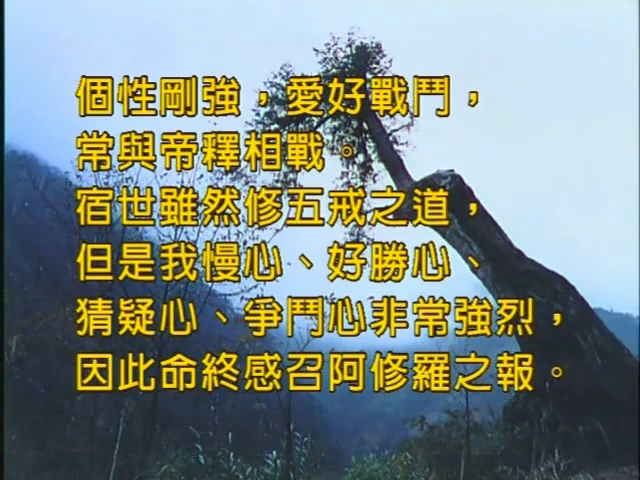 個性剛強，愛好戰鬥，
常與帝釋相戰。
宿世雖然修五戒之道，
但是我慢心、好勝心、
猜疑心、爭鬥心非常強烈，
因此命終感召阿修羅之報。